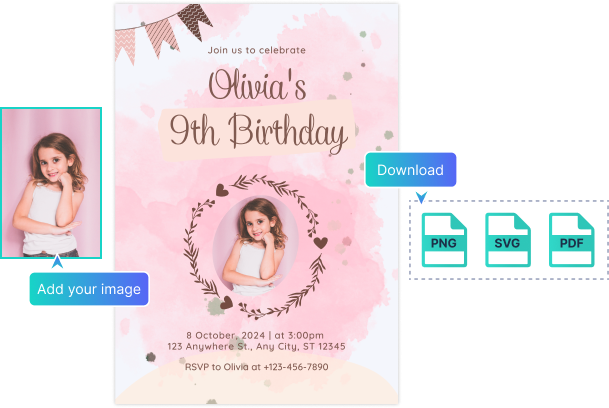 Join us to celebrate
Olivia's
9th Birthday
Download
PNG
SVG
PDF
Add your image
8 October, 2024 | at 3:00pm
123 Anywhere St., Any City, ST 12345
RSVP to Olivia at +123-456-7890